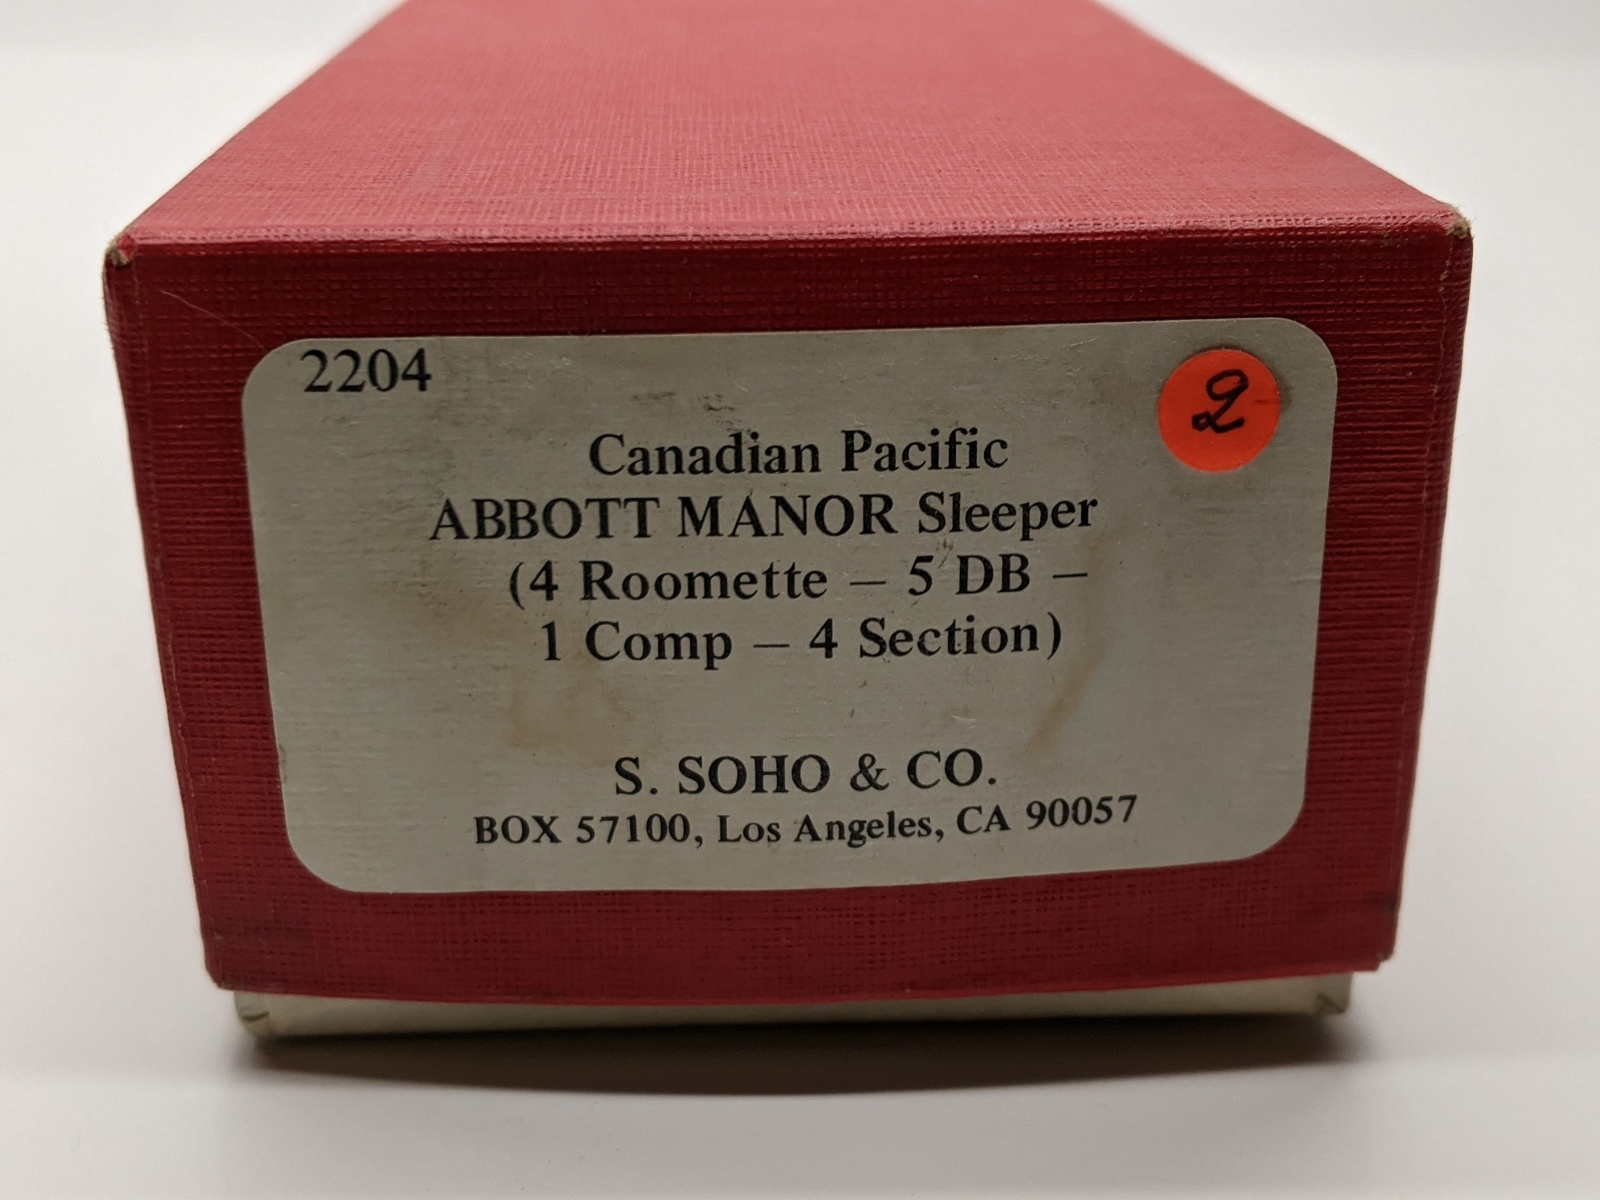 2204
2
Canadian Pacific
ABBOTT MANOR Sleeper
(4 Roomette – 5 DB –
1 Comp – 4 Section)
S. SOHO & CO.
BOX 57100, Los Angeles, CA 90057